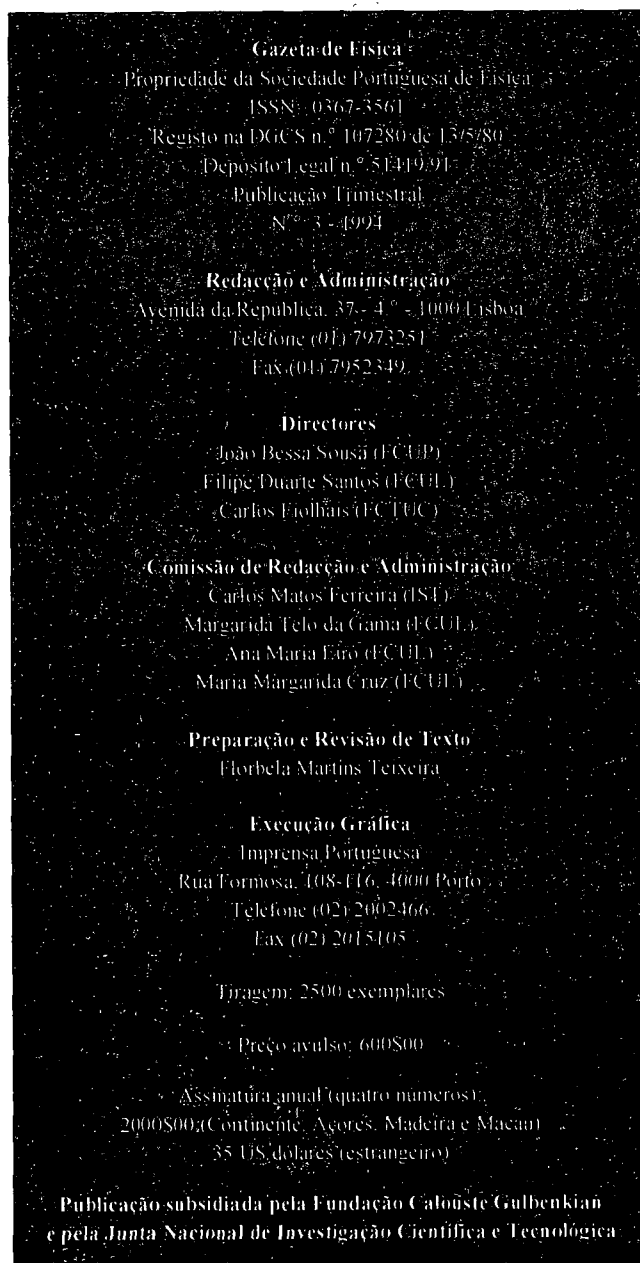 Gazeta de Física
Propriedade da Sociedade Portuguesa de Física
ISSN: 0367-3561
Registo na DGCS n.° 107280 de 13/5/80
Depósito Legal n.° 51419/91
Publicação Trimestral
N.° 3 - 1994
Redacção e Administração
Avenida da República, 37 - 4.° - 1000 Lisboa
Telefone (01) 7973251
Fax (01) 7952349
Directores
João Bessa Sousa (FCUP)
Filipe Duarte Santos (FCUL)
Carlos Fiolhais (FCTUC)
Comissão de Redacção e Administração
Carlos Matos Ferreira (IST)
Margarida Telo da Gama (FCUL)
Ana Maria Eiró (FCUL)
Maria Margarida Cruz (FCUL)
Preparação e Revisão de Texto
Florbela Martins Teixeira
Execução Gráfica
Imprensa Portuguesa
Rua Formosa, 108-116, 4000 Porto
Telefone (02) 2002466
Fax (02) 2015105
Tiragem: 2500 exemplares
Preço avulso: 600$00
Assinatura anual (quatro números):
2000$00 (Continente, Açores, Madeira e Macau)
35 US dólares (estrangeiro)
Publicação subsidiada pela Fundação Calouste Gulbenkian
e pela Junta Nacional de Investigação Científica e Tecnológica